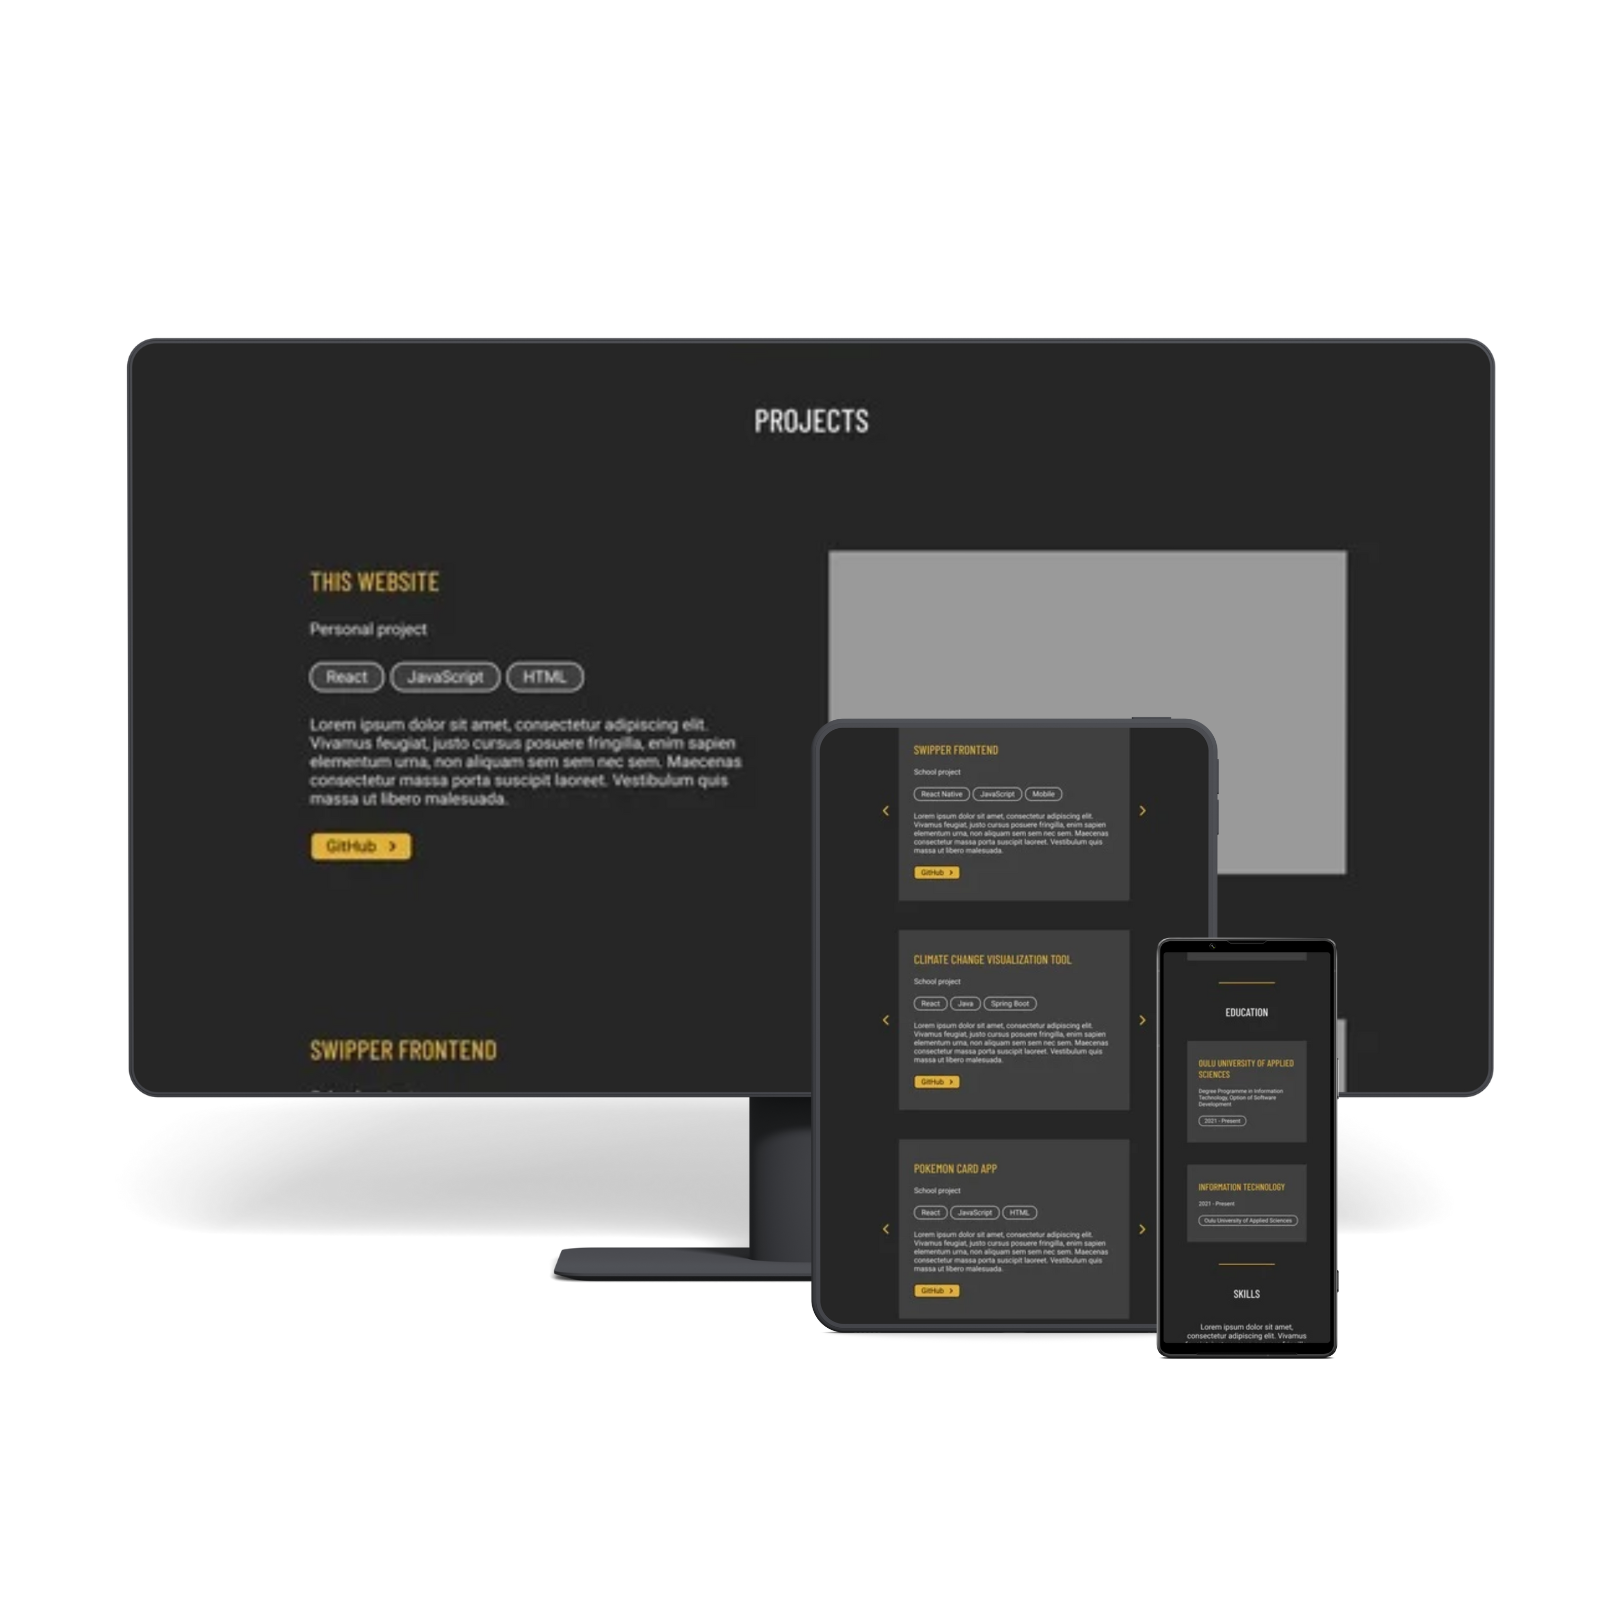 PROJECTS
THIS WEBSITE
Personal project
React JavaScript HTML
Lorem ipsum dolor sit amet, consectetur adipiscing elit.
Vivamus feugiat, justo cursus posuere fringilla, enim sapien
elementum urna, non aliquam sem sem nec sem. Maecenas
consectetur massa porta suscipit laoreet. Vestibulum quis
massa ut libero malesuada.
GitHub >
SWIPPER FRONTEND
SWIPPER FRONTEND
School project
React Native JavaScript Mobile
Lorem ipsum dolor sit amet, consectetur adipiscing elit.
Vivamus feugiat, justo cursus posuere fringilla, enim sapien
elementum urna, non aliquam sem sem nec sem. Maecenas
consectetur massa porta suscipit laoreet. Vestibulum quis
massa ut libero malesuada.
GitHub >
CLIMATE CHANGE VISUALIZATION TOOL
School project
React Java Spring Boot
Lorem ipsum dolor sit amet, consectetur adipiscing elit.
Vivamus feugiat, justo cursus posuere fringilla, enim sapien
elementum urna, non aliquam sem sem nec sem. Maecenas
consectetur massa porta suscipit laoreet. Vestibulum quis
massa ut libero malesuada.
GitHub >
POKEMON CARD APP
School project
React JavaScript HTML
Lorem ipsum dolor sit amet, consectetur adipiscing elit.
Vivamus feugiat, justo cursus posuere fringilla, enim sapien
elementum urna, non aliquam sem sem nec sem. Maecenas
consectetur massa porta suscipit laoreet. Vestibulum quis
massa ut libero malesuada.
GitHub >
EDUCATION
OULU UNIVERSITY OF APPLIED
SCIENCES
Degree Programme in Information
Technology, Option of Software
Development
2021 - Present
INFORMATION TECHNOLOGY
2021 - Present
Oulu University of Applied Sciences
SKILLS
Lorem ipsum dolor sit amet,
consectetur adipiscing elit. Vivamus